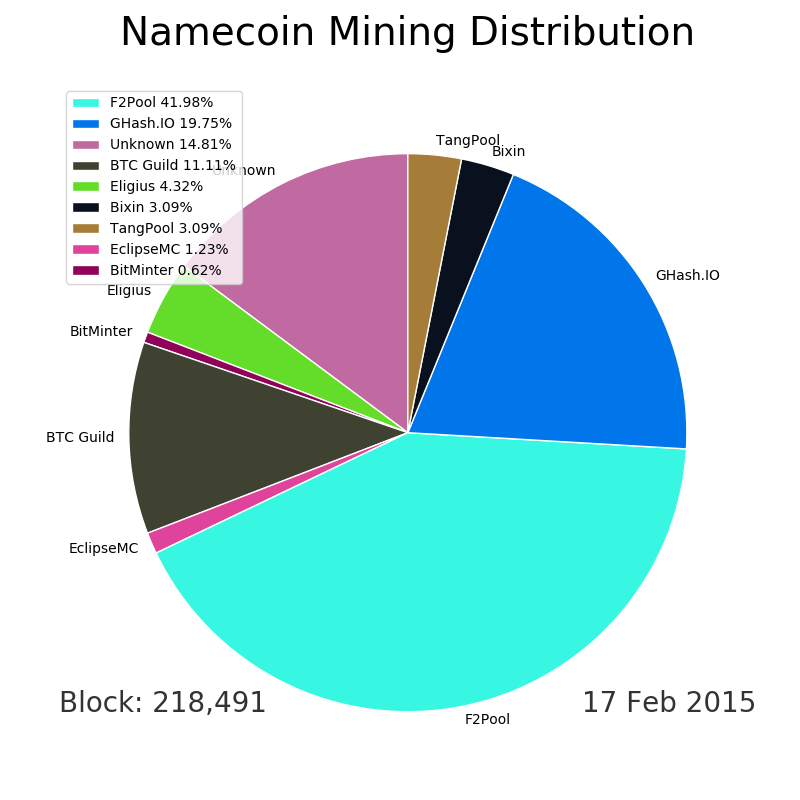 Namecoin Mining Distribution
F2Pool 41.98%
GHash.IO 19.75%
Unknown 14.81%
BTC Guild 11.11%
Eligius 4.32%
Bixin 3.09%
TangPool 3.09%
EclipseMC 1.23%
BitMinter 0.62%
TangPool
Bixin
Unknown
GHash.IO
Eligius
BitMinter
BTC Guild
EclipseMC
F2Pool
Block: 218,491
17 Feb 2015